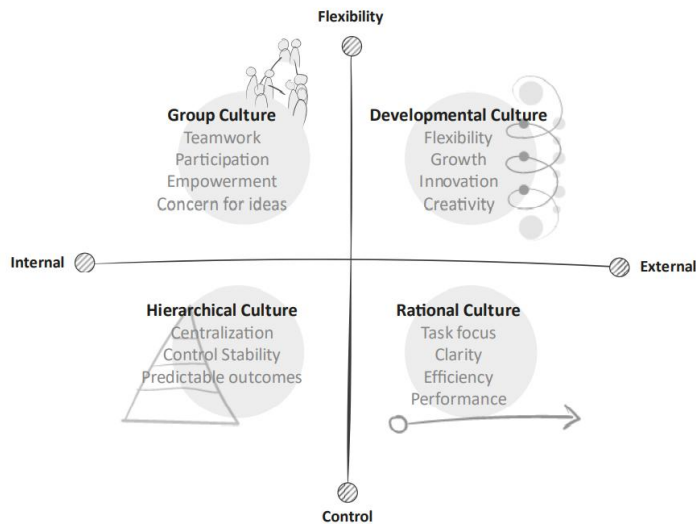 Flexibility
Group Culture
Teamwork
Participation
Empowerment
Concern for ideas
Developmental Culture
Flexibility
Growth
Innovation
Creativity
Internal
External
Hierarchical Culture
Centralization
Control Stability
Predictable outcomes
Rational Culture
Task focus
Clarity
Efficiency
Performance
Control